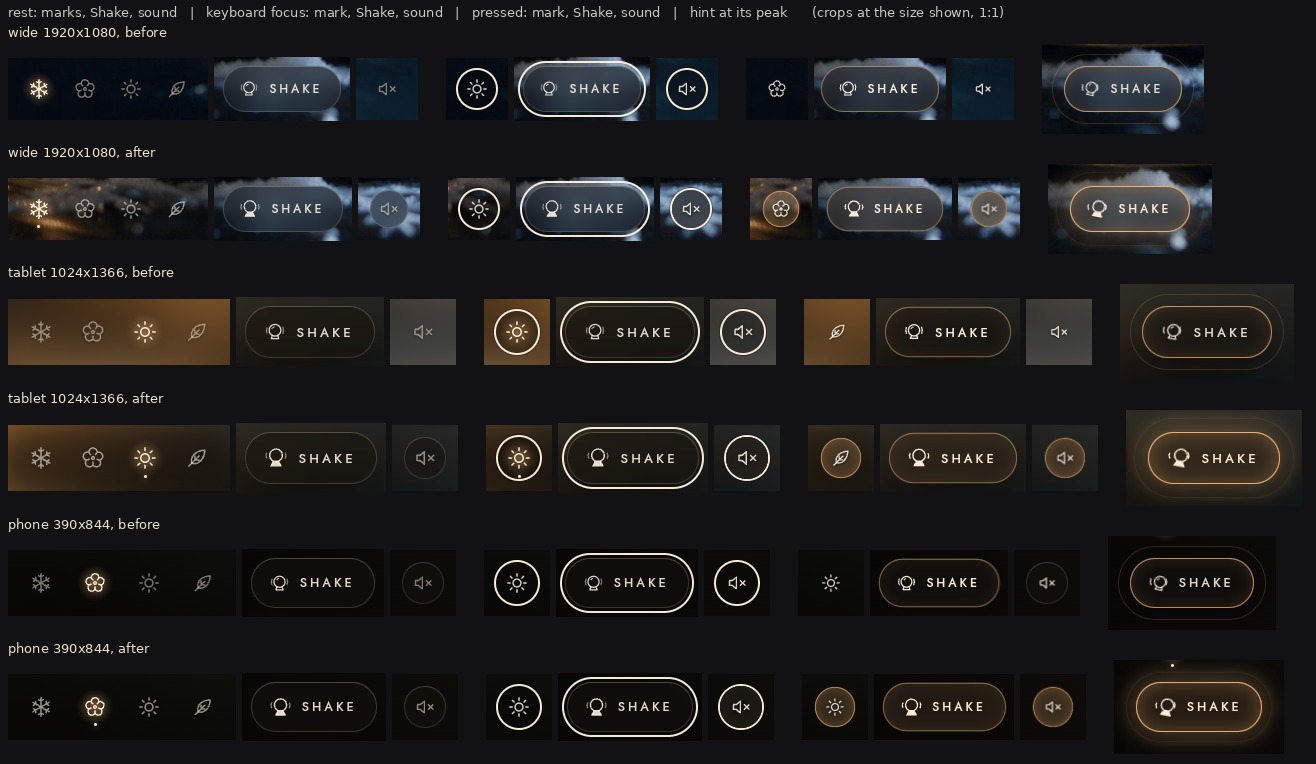 rest: marks, Shake, sound | keyboard focus: mark, Shake, sound | pressed: mark, Shake, sound | hint at its peak (crops at the size shown, 1:1)
wide 1920x1080, before
SHAKE SHAKE SHAKE SHAKE
wide 1920x1080, after
SHAKE SHAKE SHAKE SHAKE
tablet 1024x1366, before
SHAKE SHAKE SHAKE SHAKE
tablet 1024x1366, after
SHAKE SHAKE SHAKE SHAKE
phone 390x844, before
SHAKE SHAKE SHAKE SHAKE
phone 390x844, after
SHAKE SHAKE SHAKE SHAKE